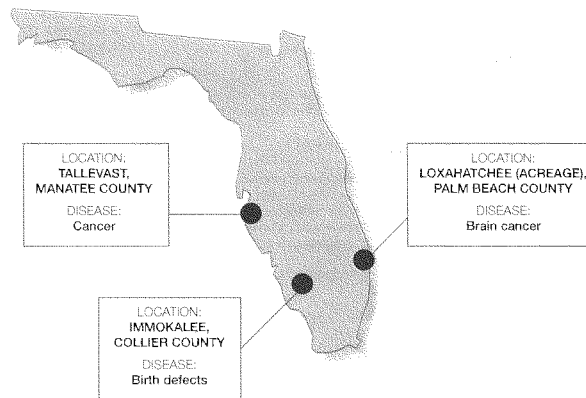 LOCATION:
TALLEVAST,
MANATEE COUNTY
DISEASE:
Cancer
LOCATION:
LOXAHATCHEE (ACREAGE),
PALM BEACH COUNTY
DISEASE:
Brain cancer
LOCATION:
IMMOKALEE,
COLLIER COUNTY
DISEASE:
Birth defects